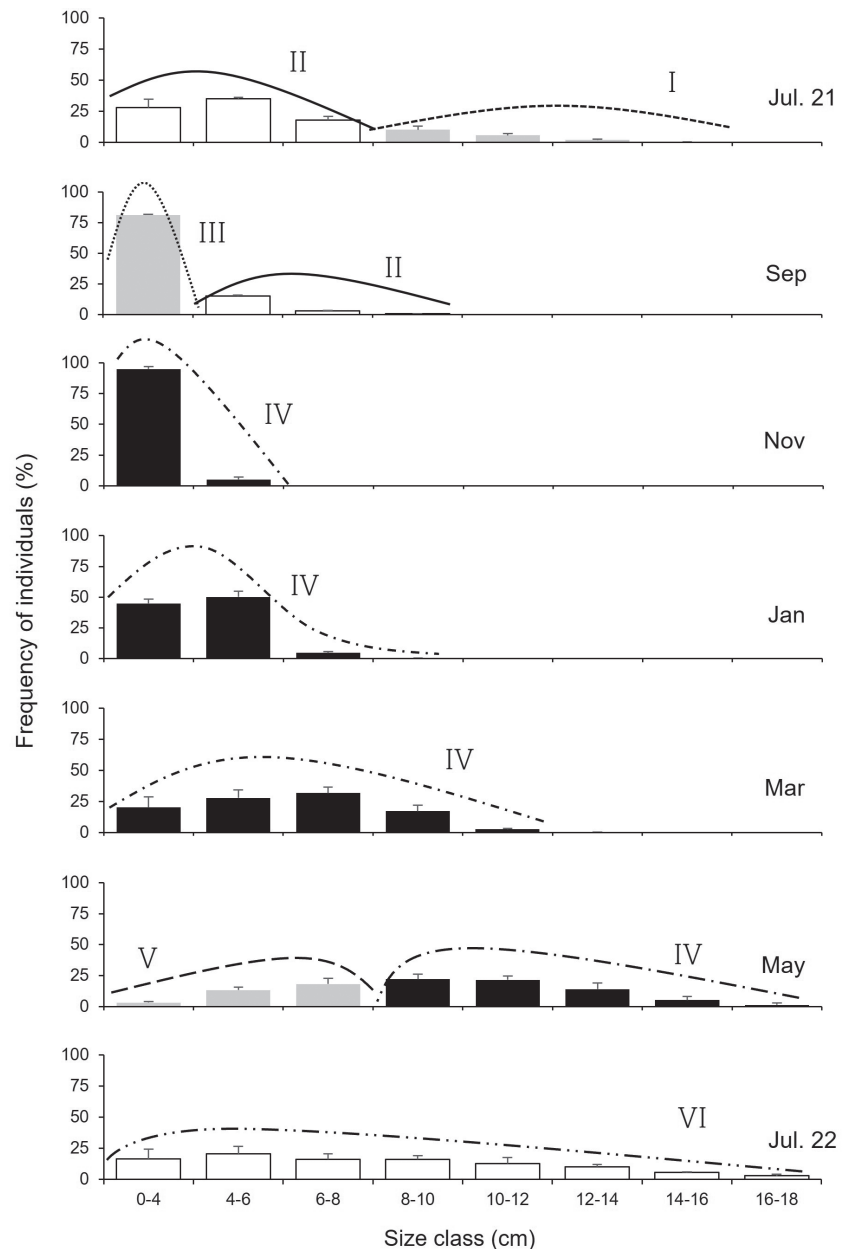 100
75
50
25
0
II
I
Jul. 21
100
75
50
25
0
III
II
Sep
100
75
50
25
0
IV
Nov
100
75
50
25
0
IV
Jan
100
75
50
25
0
IV
Mar
100
75
50
25
0
V
IV
May
100
75
50
25
0
VI
Jul. 22
0-4 4-6 6-8 8-10 10-12 12-14 14-16 16-18
Size class (cm)
Frequency of individuals (%)